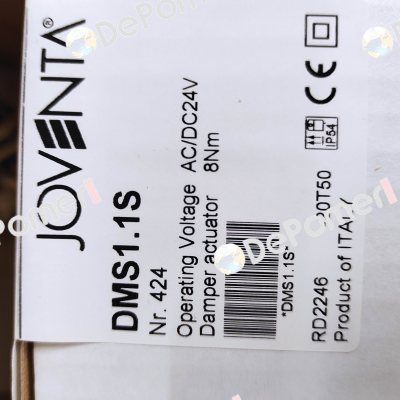 JOVENTA®
DMS1.1S
Nr. 424
Operating Voltage AC/DC24V
Damper actuator 8Nm
*DMS1.1S*
RD2246
Product of ITALY
IP54
DePomeri